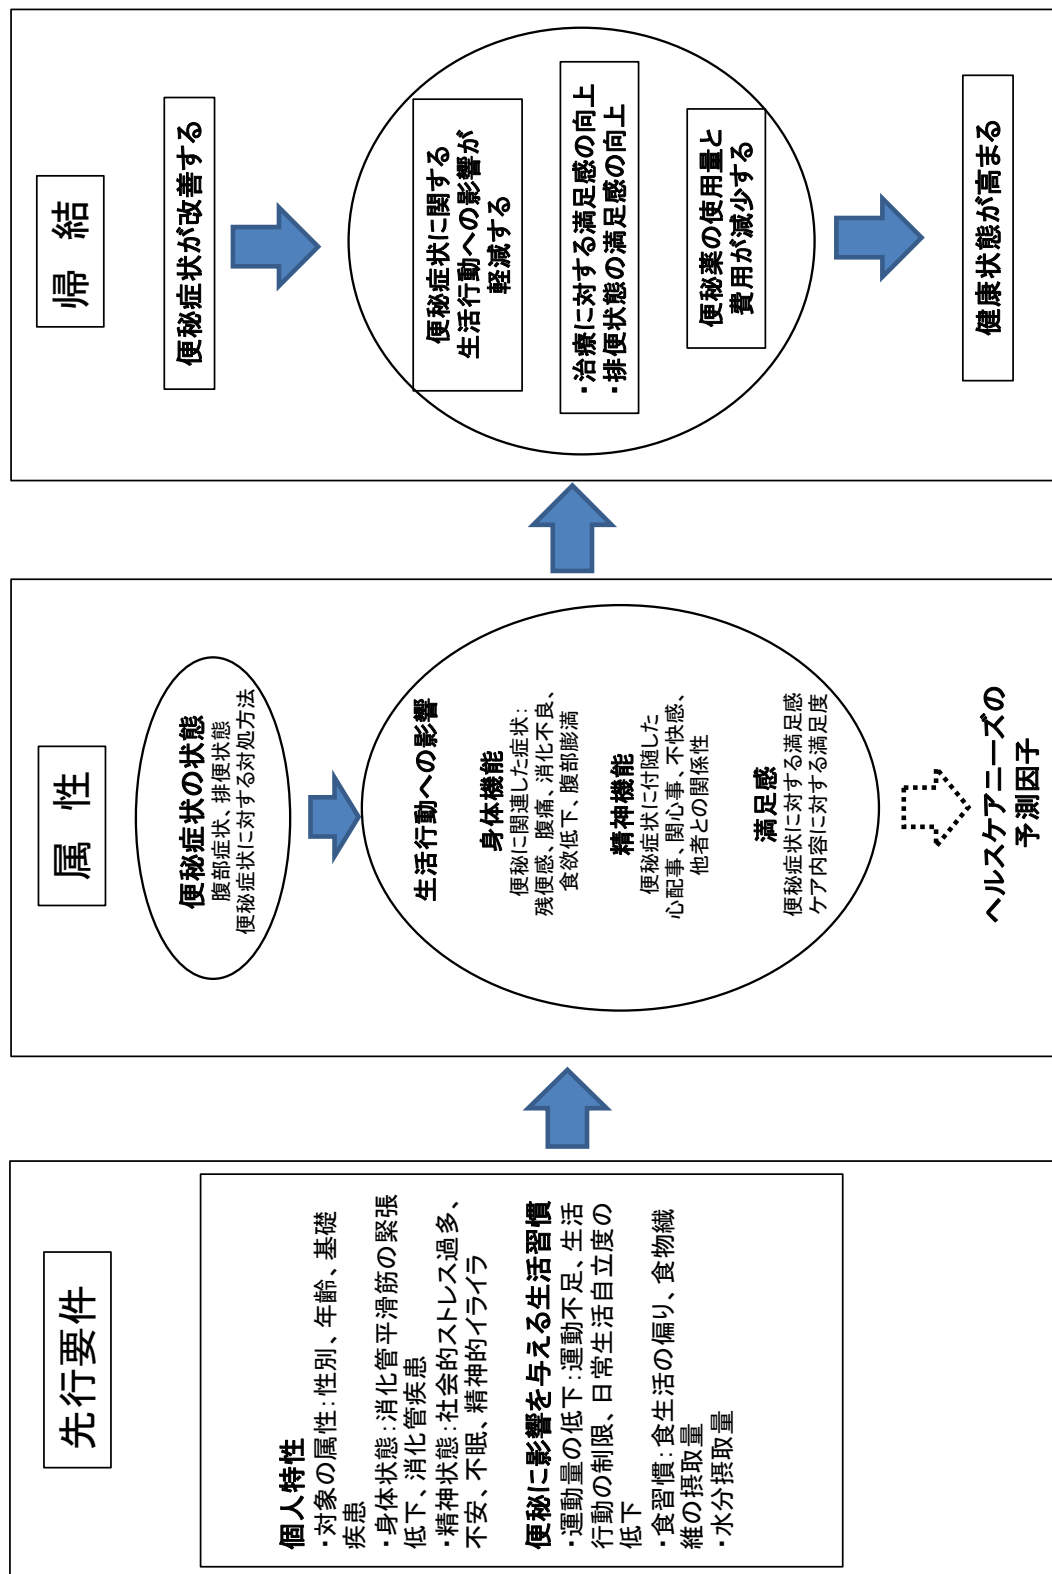 先行要件
個人特性
・対象の属性：性別、年齢、基礎
疾患
・身体状態：消化管平滑筋の緊張
低下、消化管疾患
・精神状態：社会的ストレス過多、
不安、不眠、精神的イライラ
便秘に影響を与える生活習慣
・運動量の低下：運動不足、生活
行動の制限、日常生活自立度の
低下
・食習慣：食生活の偏り、食物繊
維の摂取量
・水分摂取量
属 性
便秘症状の状態
腹部症状、排便状態
便秘症状に対する対処方法
生活行動への影響
身体機能
便秘に関連した症状：
残便感、腹痛、消化不良、
食欲低下、腹部膨満
精神機能
便秘症状に付随した
心配事、関心事、不快感、
他者との関係性
満足感
便秘症状に対する満足感
ケア内容に対する満足度
ヘルスケアニーズの
予測因子
帰 結
便秘症状が改善する
便秘症状に関する
生活行動への影響が
軽減する
・治療に対する満足感の向上
・排便状態の満足感の向上
便秘薬の使用量と
費用が減少する
健康状態が高まる